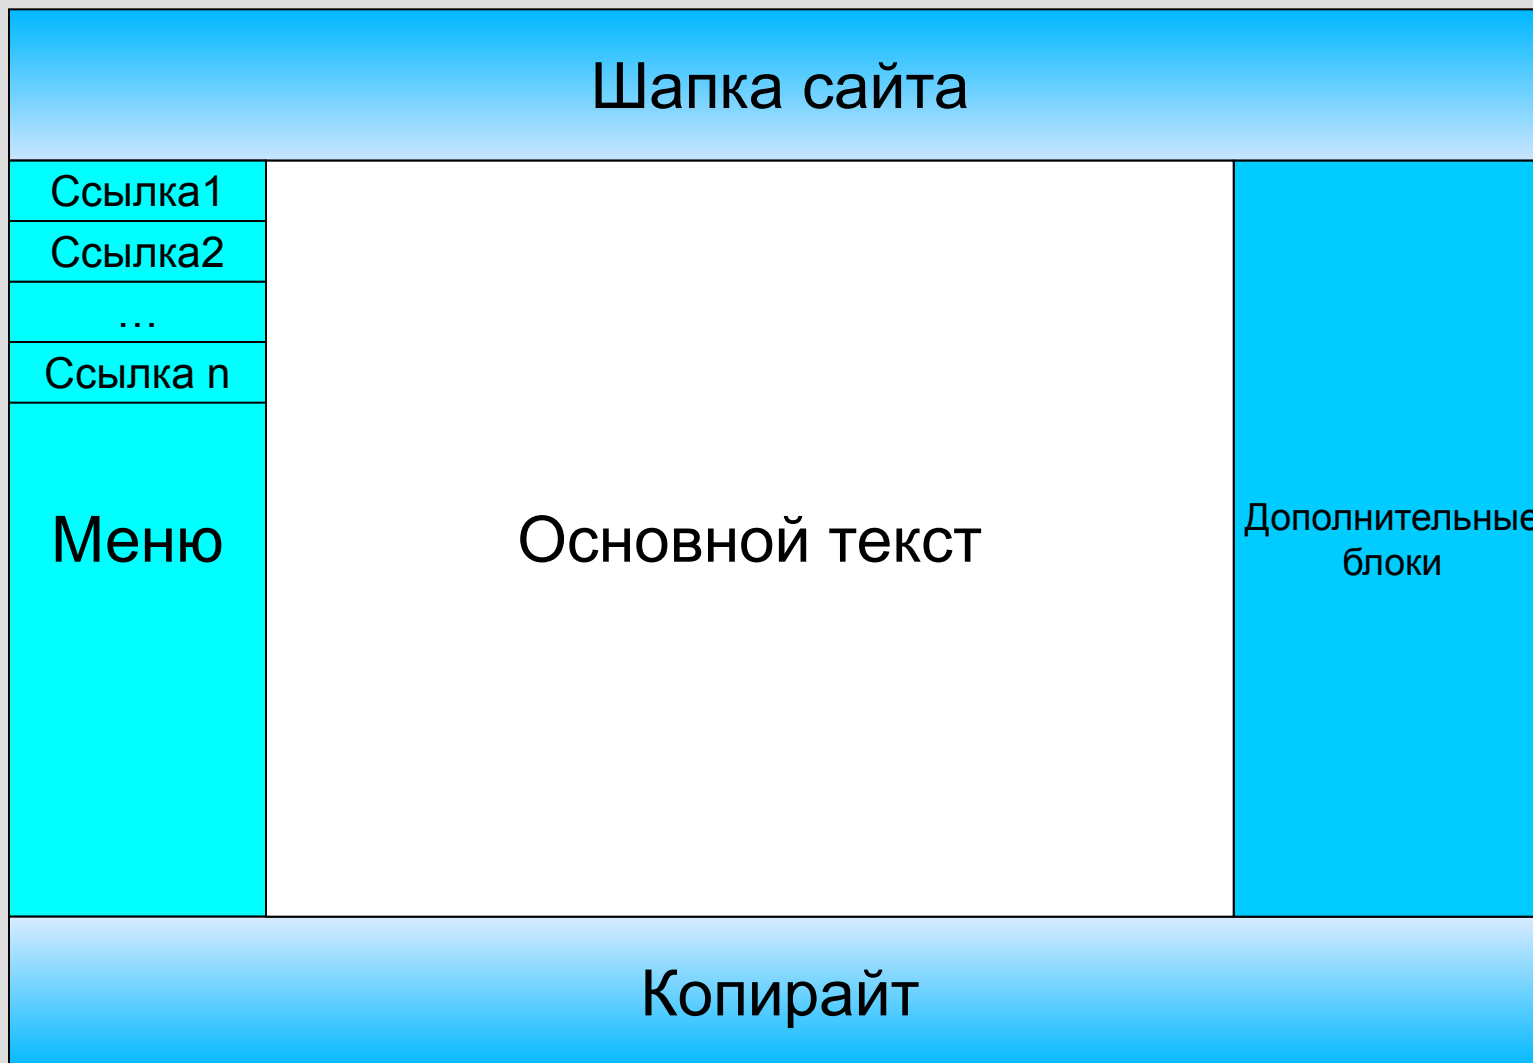 Шапка сайта
Ссылка1
Ссылка2
...
Ссылка n
Меню
Основной текст
Дополнительные
блоки
Копирайт